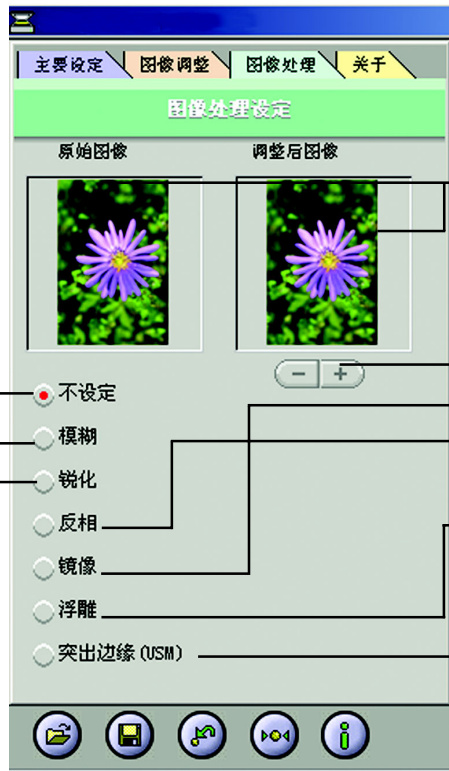 主要设定 图像调整 图像处理 关于
图像处理设定
原始图像 调整后图像
- +
不设定
模糊
锐化
反相
镜像
浮雕
突出边缘(USM)